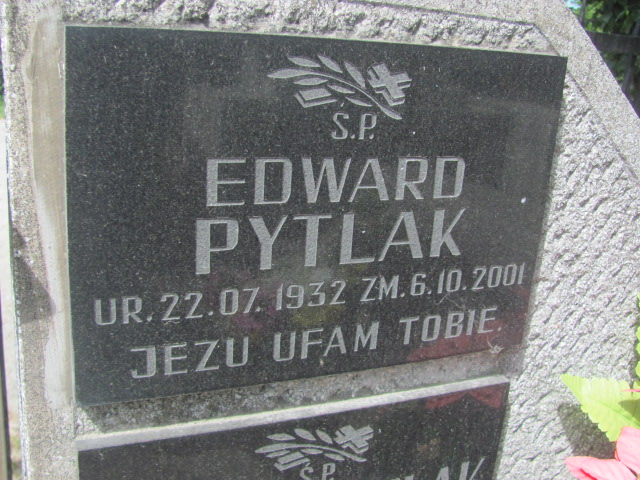 S.P.
EDWARD
PYTLAK
UR. 22.07. 1932 ZM. 6.10. 2001
JEZU UFAM TOBIE
S.P.